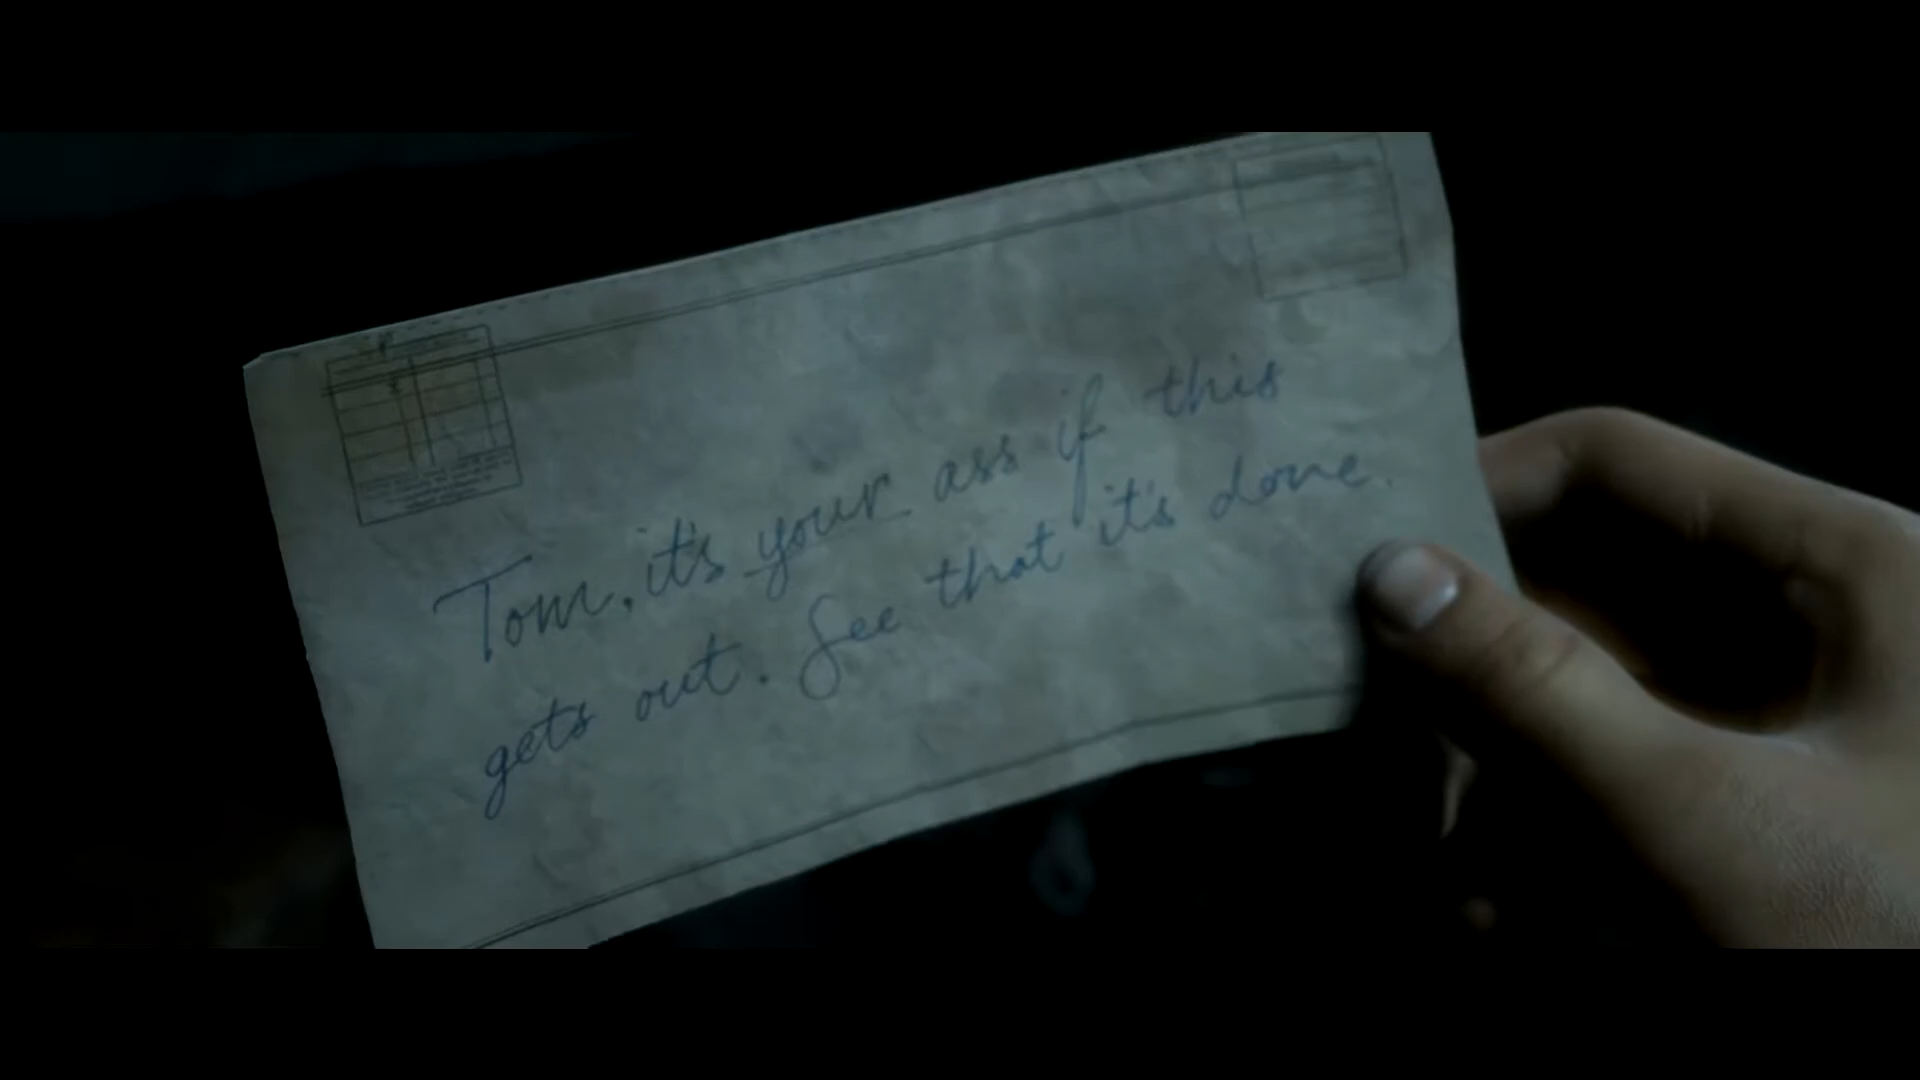 Tom, it's your ass if this
gets out. See that it's done.